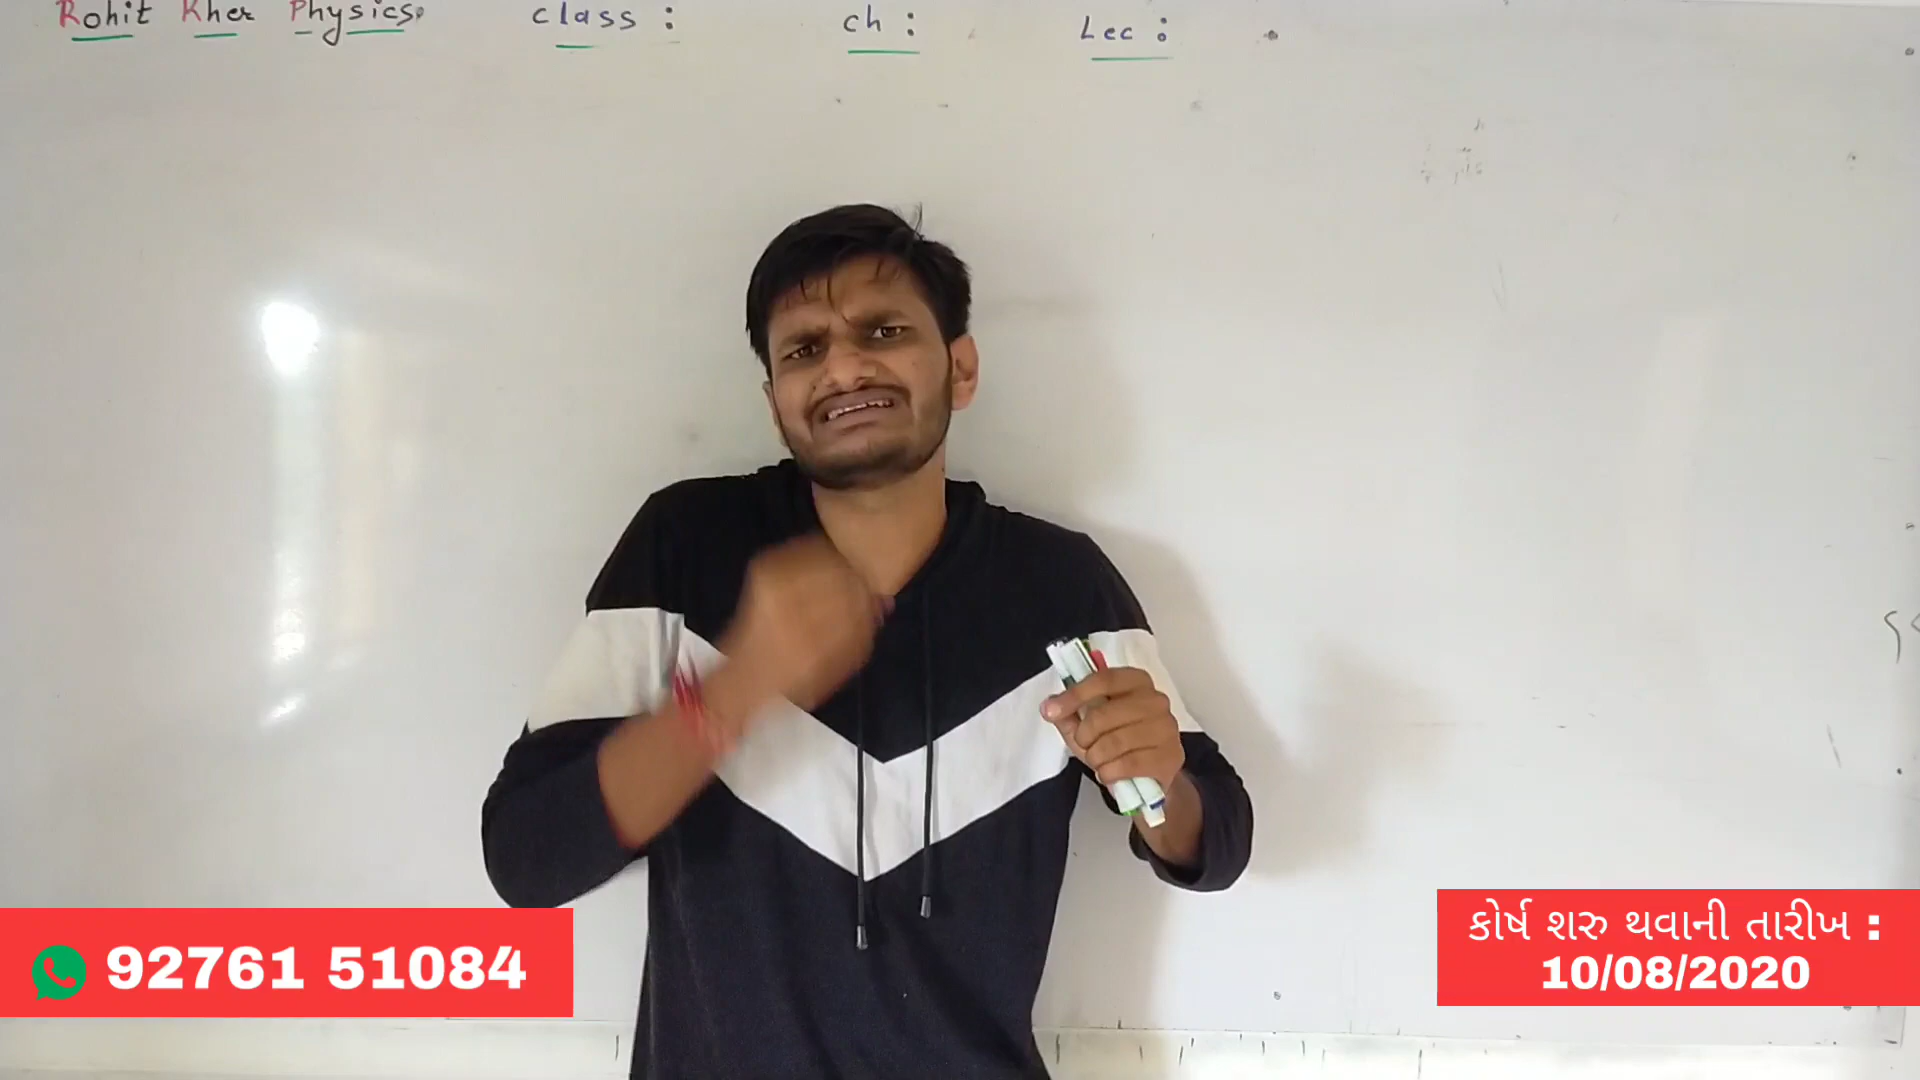 Rohit Kher Physics. class : ch : Lec :
92761 51084
કોર્ષ શરુ થવાની તારીખ :
10/08/2020